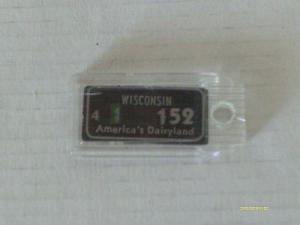 WISCONSIN
4 152
America's Dairyland